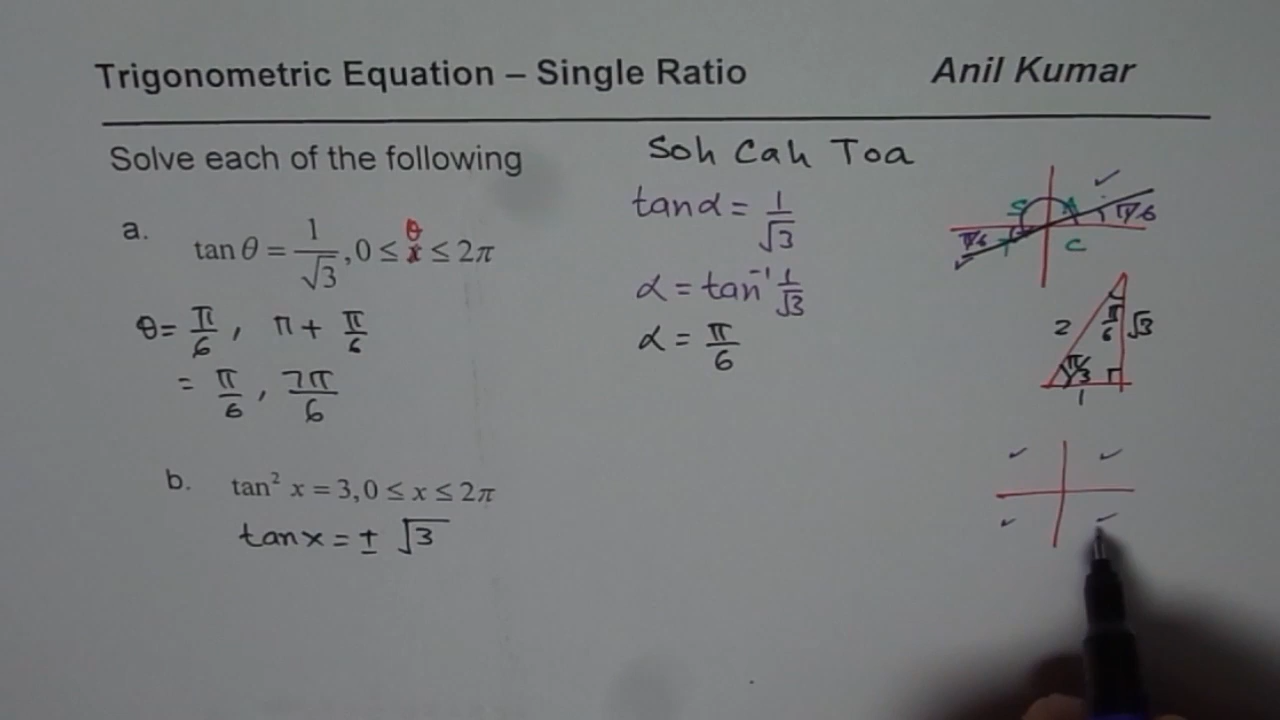 Trigonometric Equation – Single Ratio
Anil Kumar
Solve each of the following
Soh Cah Toa
a. tan θ = 1/√3, 0 ≤ x ≤ 2π
θ
θ = π/6, π + π/6
= π/6, 7π/6
tan α = 1/√3
α = tan⁻¹ 1/√3
α = π/6
S A
π/6 π/6
T C
2 π/6 √3
π/3
1
b. tan² x = 3, 0 ≤ x ≤ 2π
tan x = ± √3